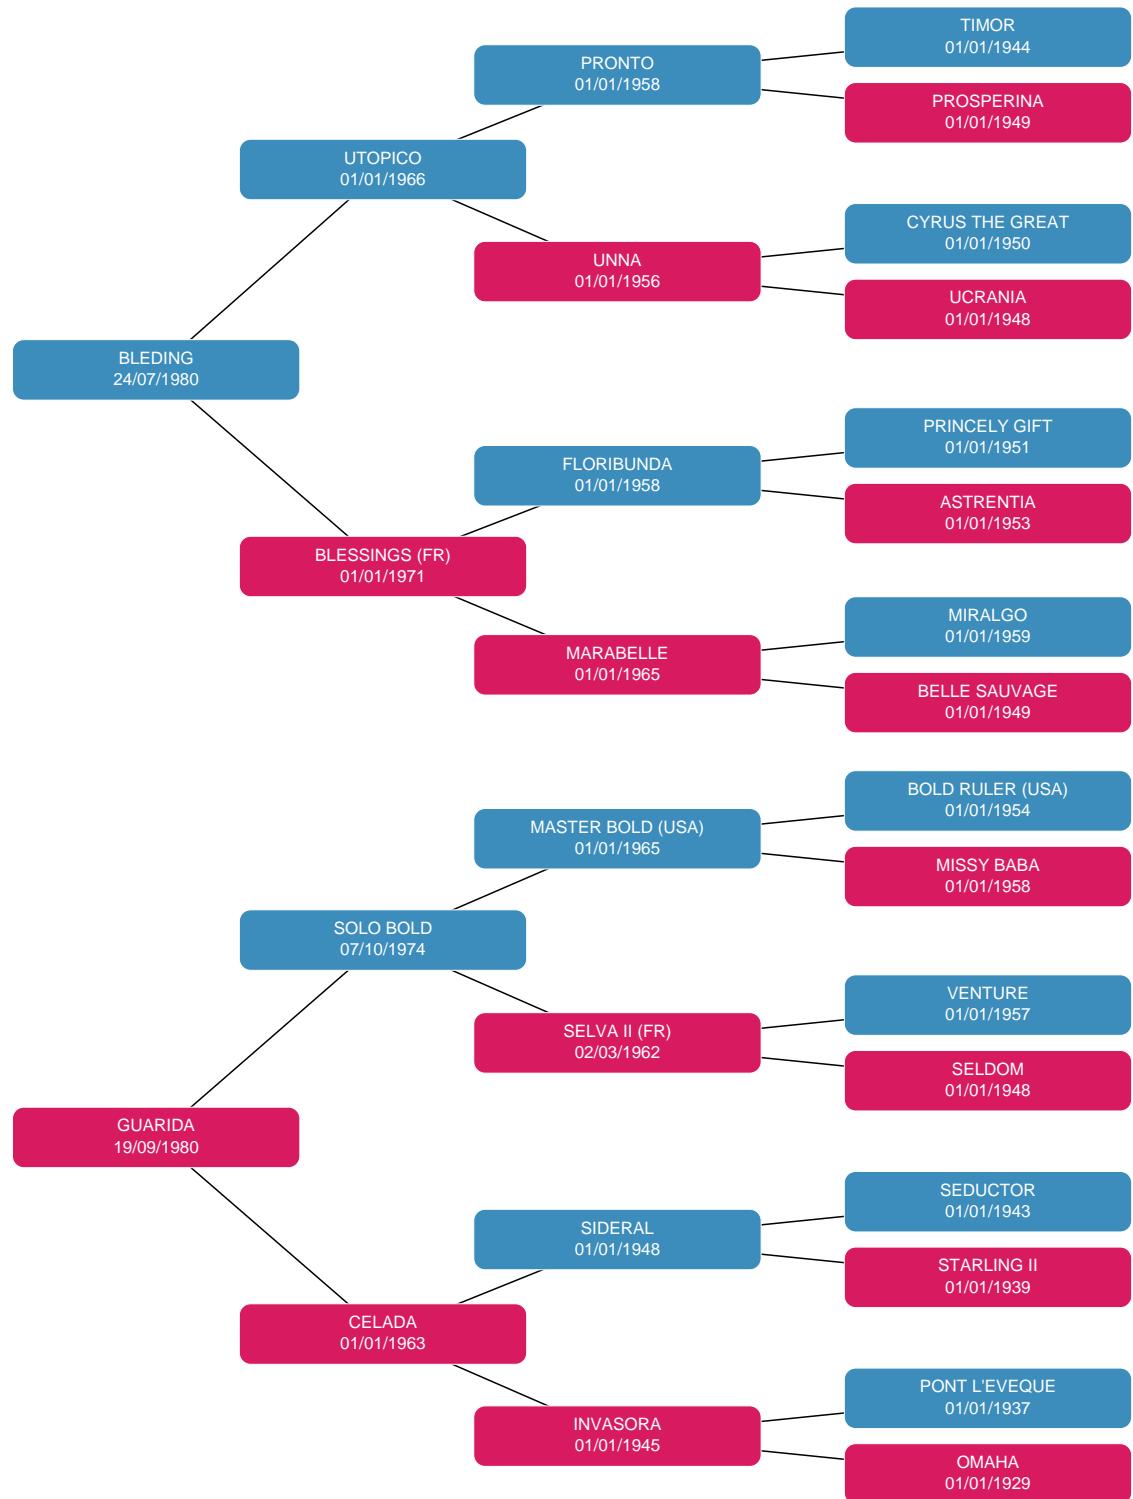 TIMOR
01/01/1944
PRONTO
01/01/1958
PROSPERINA
01/01/1949
UTOPICO
01/01/1966
CYRUS THE GREAT
01/01/1950
UNNA
01/01/1956
UCRANIA
01/01/1948
BLEDING
24/07/1980
PRINCELY GIFT
01/01/1951
FLORIBUNDA
01/01/1958
ASTRENTIA
01/01/1953
BLESSINGS (FR)
01/01/1971
MIRALGO
01/01/1959
MARABELLE
01/01/1965
BELLE SAUVAGE
01/01/1949
BOLD RULER (USA)
01/01/1954
MASTER BOLD (USA)
01/01/1965
MISSY BABA
01/01/1958
SOLO BOLD
07/10/1974
VENTURE
01/01/1957
SELVA II (FR)
02/03/1962
SELDOM
01/01/1948
GUARIDA
19/09/1980
SEDUCTOR
01/01/1943
SIDERAL
01/01/1948
STARLING II
01/01/1939
CELADA
01/01/1963
PONT L'EVEQUE
01/01/1937
INVASORA
01/01/1945
OMAHA
01/01/1929